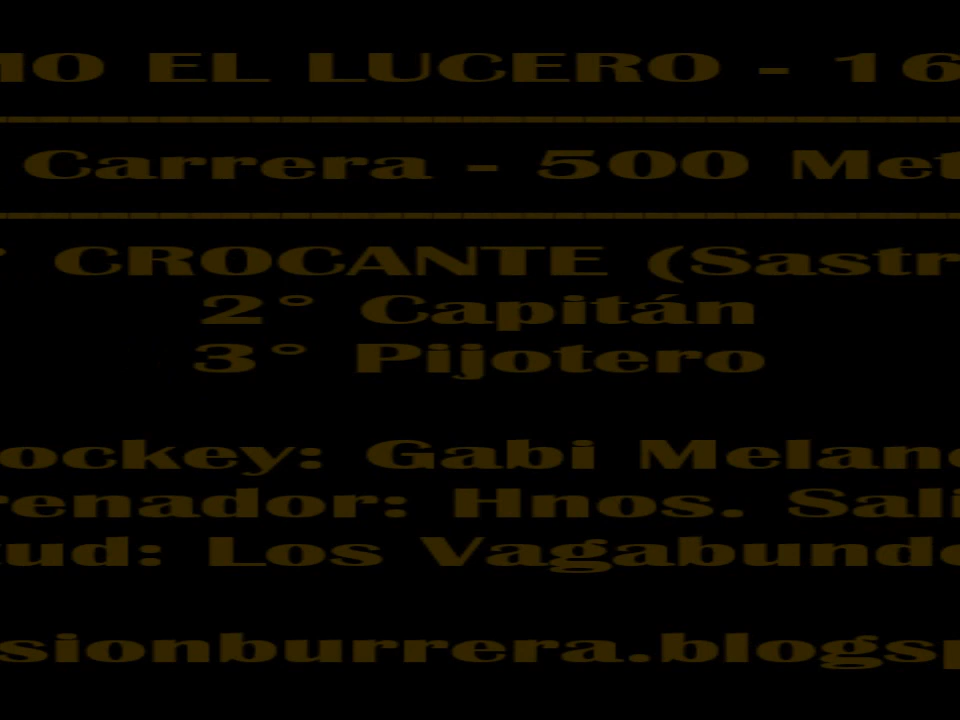 MO EL LUCERO - 16
Carrera - 500 Met
° CROCANTE (Sastr
2° Capitán
3° Pijotero
ockey: Gabi Melan
renador: Hnos. Sali
tud: Los Vagabund
sionburrera.blogsp